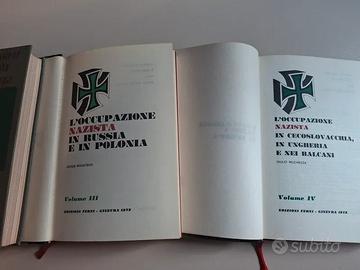 L'OCCUPAZIONE
NAZISTA
IN RUSSIA
E IN POLONIA
Volume III
EDIZIONI FERNI - GINEVRA 1973
L'OCCUPAZIONE
NAZISTA
IN CECOSLOVACCHIA,
IN UNGHERIA
E NEI BALCANI
Volume IV
EDIZIONI FERNI - GINEVRA 1973
subito